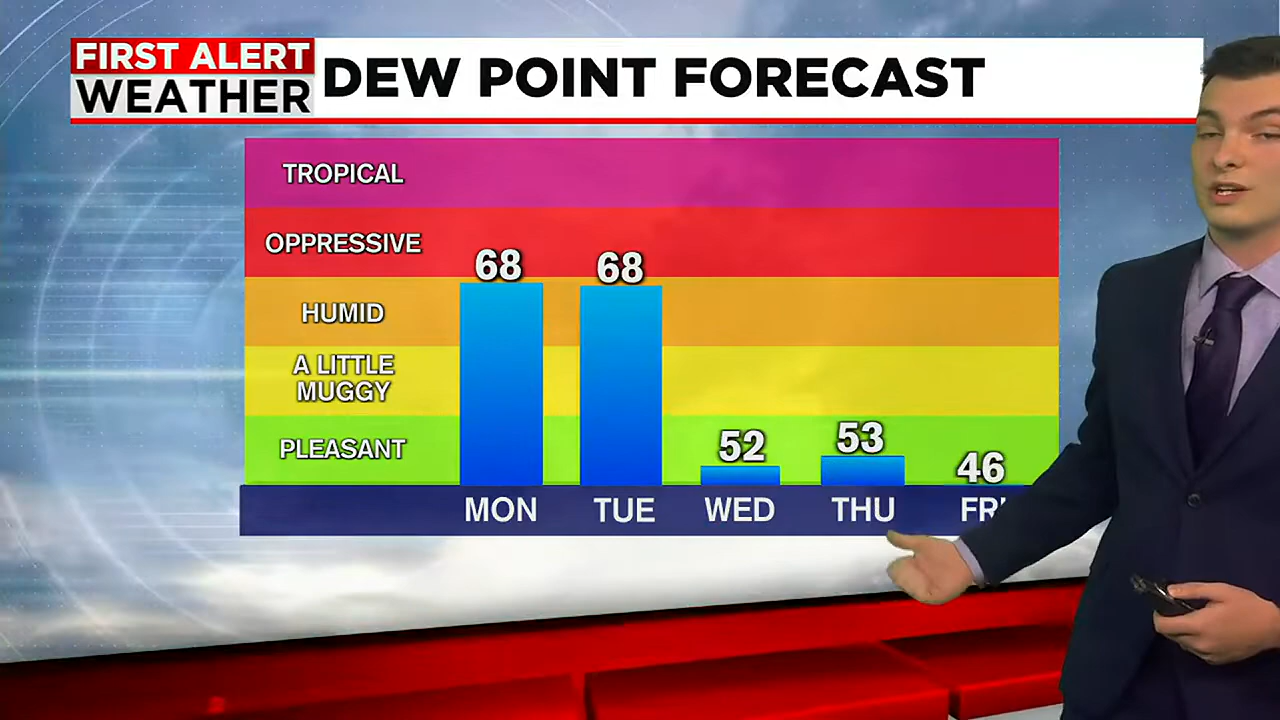 FIRST ALERT
WEATHER
DEW POINT FORECAST
TROPICAL
OPPRESSIVE
HUMID
A LITTLE
MUGGY
PLEASANT
68
68
52
53
46
MON
TUE
WED
THU
FRI